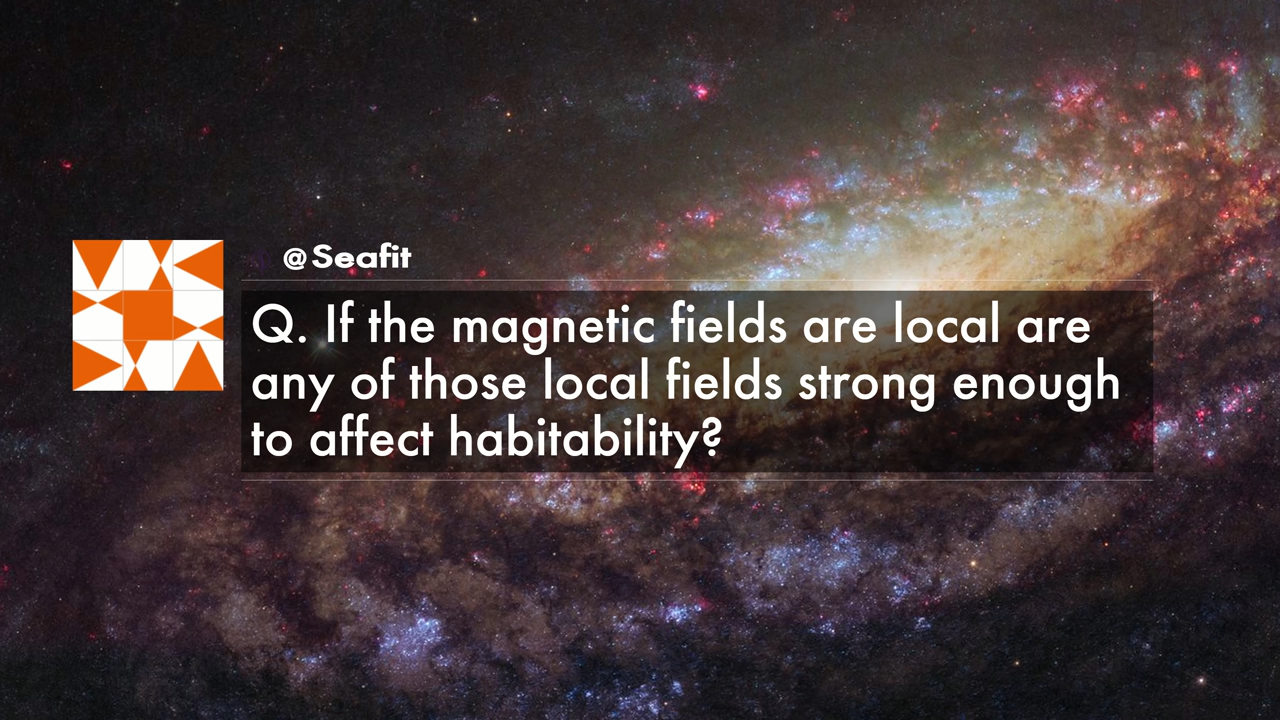 @Seafit
Q. If the magnetic fields are local are
any of those local fields strong enough
to affect habitability?